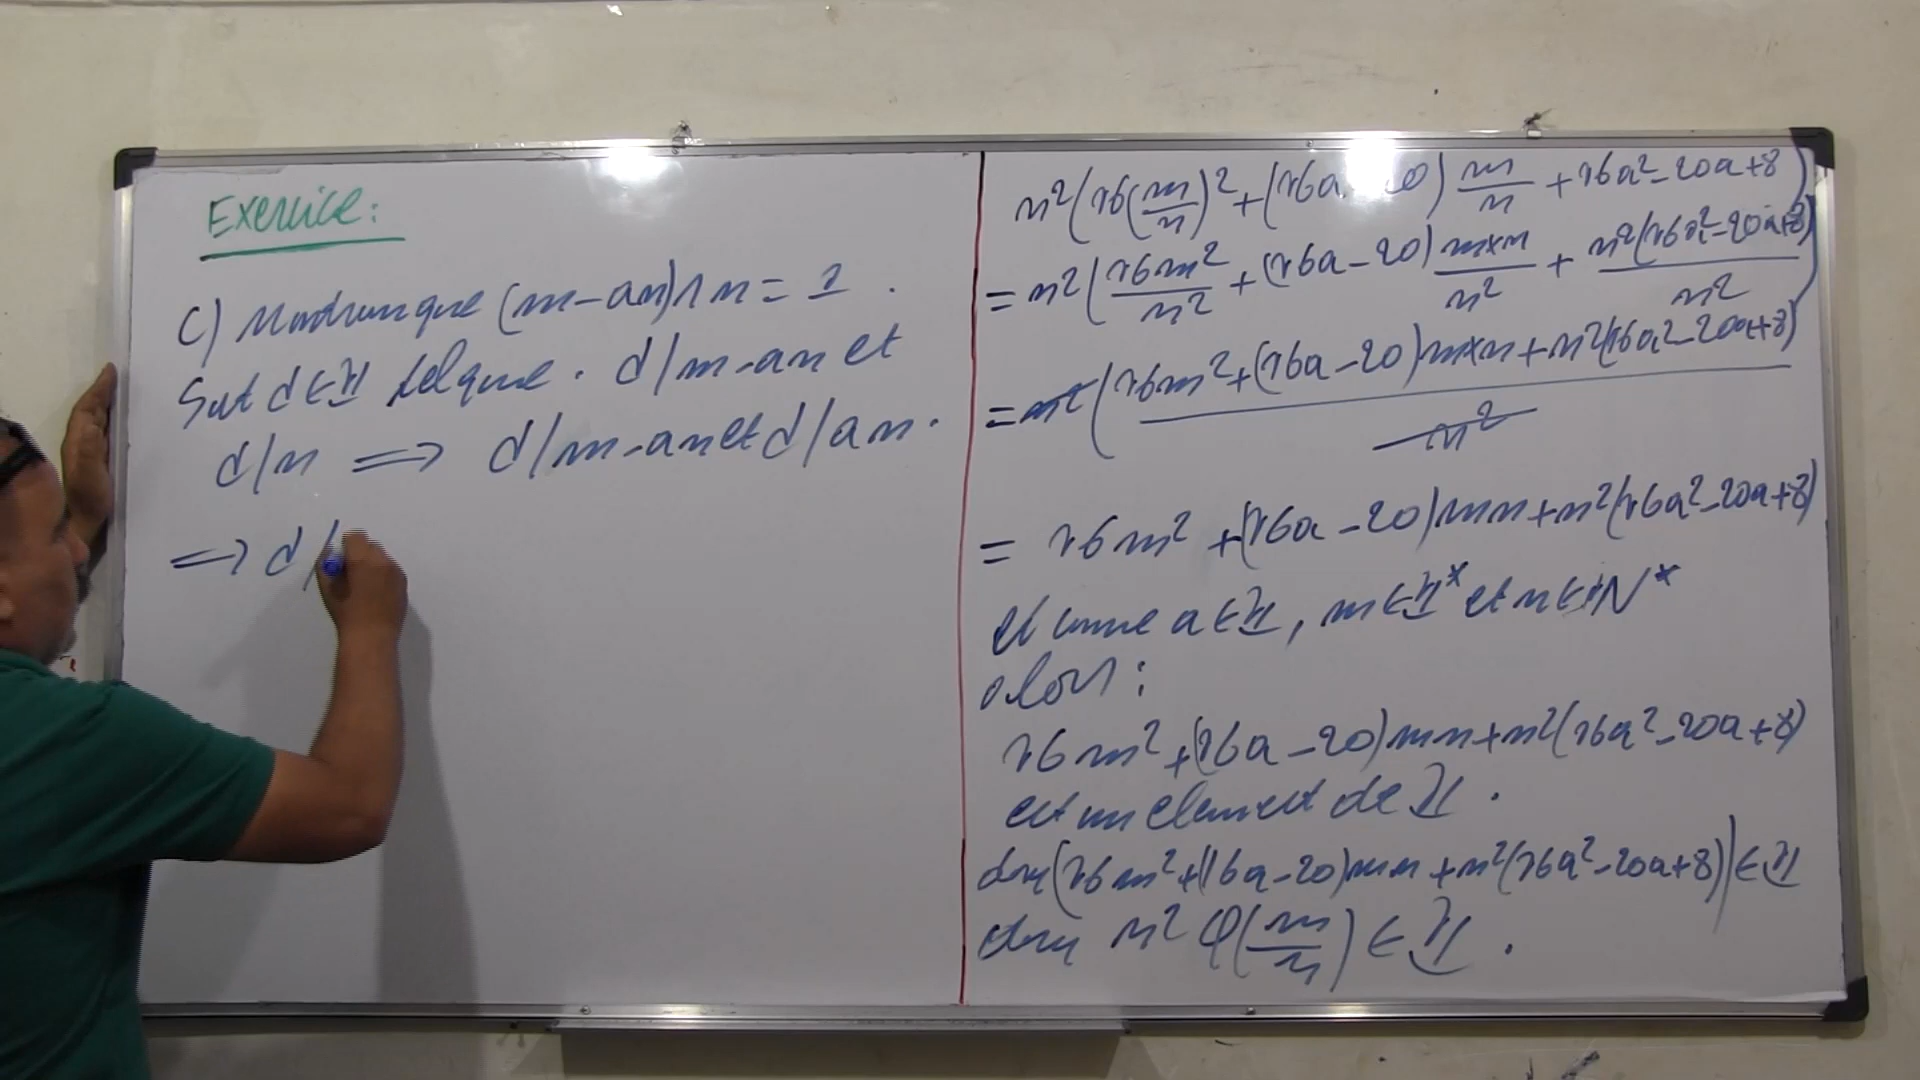 Exercice :
c) Montrons que (m-an)∧n = 1 .
Soit d∈ℤ tel que . d/m-an et
d/n ⟹ d/m-an et d/an .
⟹ d/
n²(16(m/n)²+(16a-20) m/n + 16a²-20a+8)
= n²(16m²/n² + (16a-20) m×n/n² + n²(16a²-20a+8)/n²)
= n²((16m²+(16a-20)m×n+n²(16a²-20a+8))/n²
= 16m² +(16a-20)mn+n²(16a²-20a+8)
et comme a∈ℤ, m∈ℤ* et n∈ℕ*
alors :
16m²+(16a-20)mn+n²(16a²-20a+8)
est un élément de ℤ .
donc (16m²+(16a-20)mn+n²(16a²-20a+8))∈ℤ
donc n² φ(m/n) ∈ ℤ .